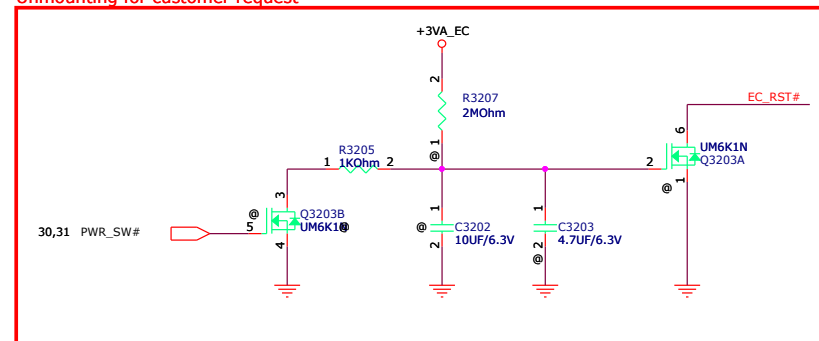 Unmounting for customer request
+3VA_EC
2
R3207
2MOhm
1
@
EC_RST#
R3205
1 1KOhm 2
6
UM6K1N
Q3203A
2
1
@
3
@
Q3203B
5
UM6K1N
@
4
30,31 PWR_SW#
1
@
C3202
10UF/6.3V
2
1
C3203
4.7UF/6.3V
2
@